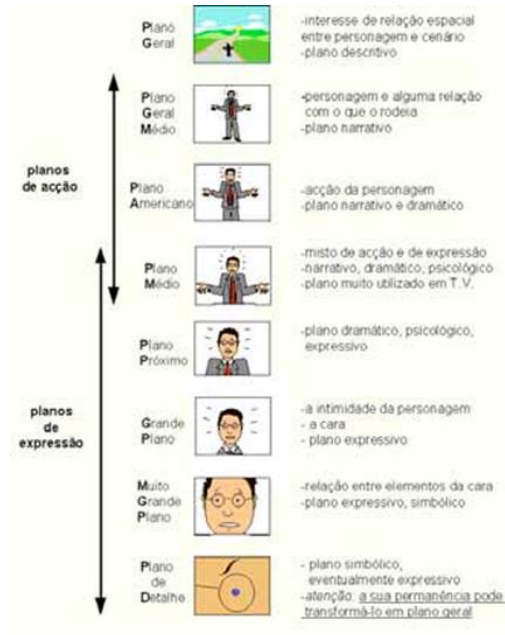 Plano
Geral
-interesse de relação espacial
entre personagem e cenário
-plano descritivo
Plano
Geral
Médio
-personagem e alguma relação
com o que o rodeia
-plano narrativo
planos
de acção
Plano
Americano
-acção da personagem
-plano narrativo e dramático
Plano
Médio
-misto de acção e de expressão
-narrativo, dramático, psicológico
-plano muito utilizado em T.V.
Plano
Próximo
-plano dramático, psicológico,
expressivo
planos
de
expressão
Grande
Plano
-a intimidade da personagem
- a cara
- plano expressivo
Muito
Grande
Plano
-relação entre elementos da cara
-plano expressivo, simbólico
Plano
de
Detalhe
- plano simbólico,
eventualmente expressivo
-atenção: a sua permanência pode
transformá-lo em plano geral